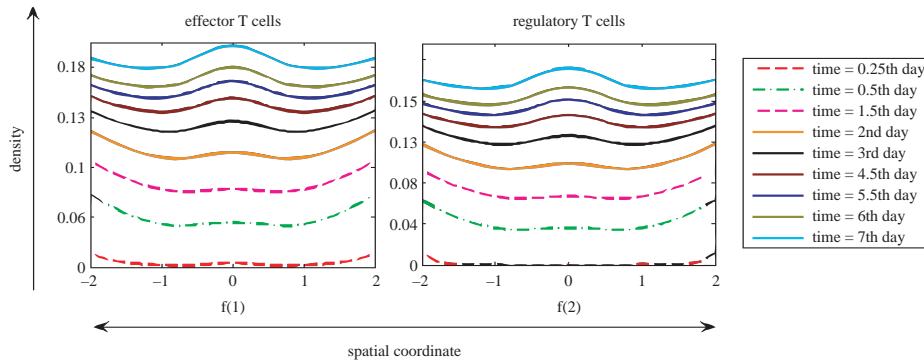 effector T cells
regulatory T cells
density
0.18
0.13
0.1
0.06
0
−2
−1
0
1
2
f(1)
0.15
0.13
0.08
0.04
0
−2
−1
0
1
2
f(2)
spatial coordinate
time = 0.25th day
time = 0.5th day
time = 1.5th day
time = 2nd day
time = 3rd day
time = 4.5th day
time = 5.5th day
time = 6th day
time = 7th day